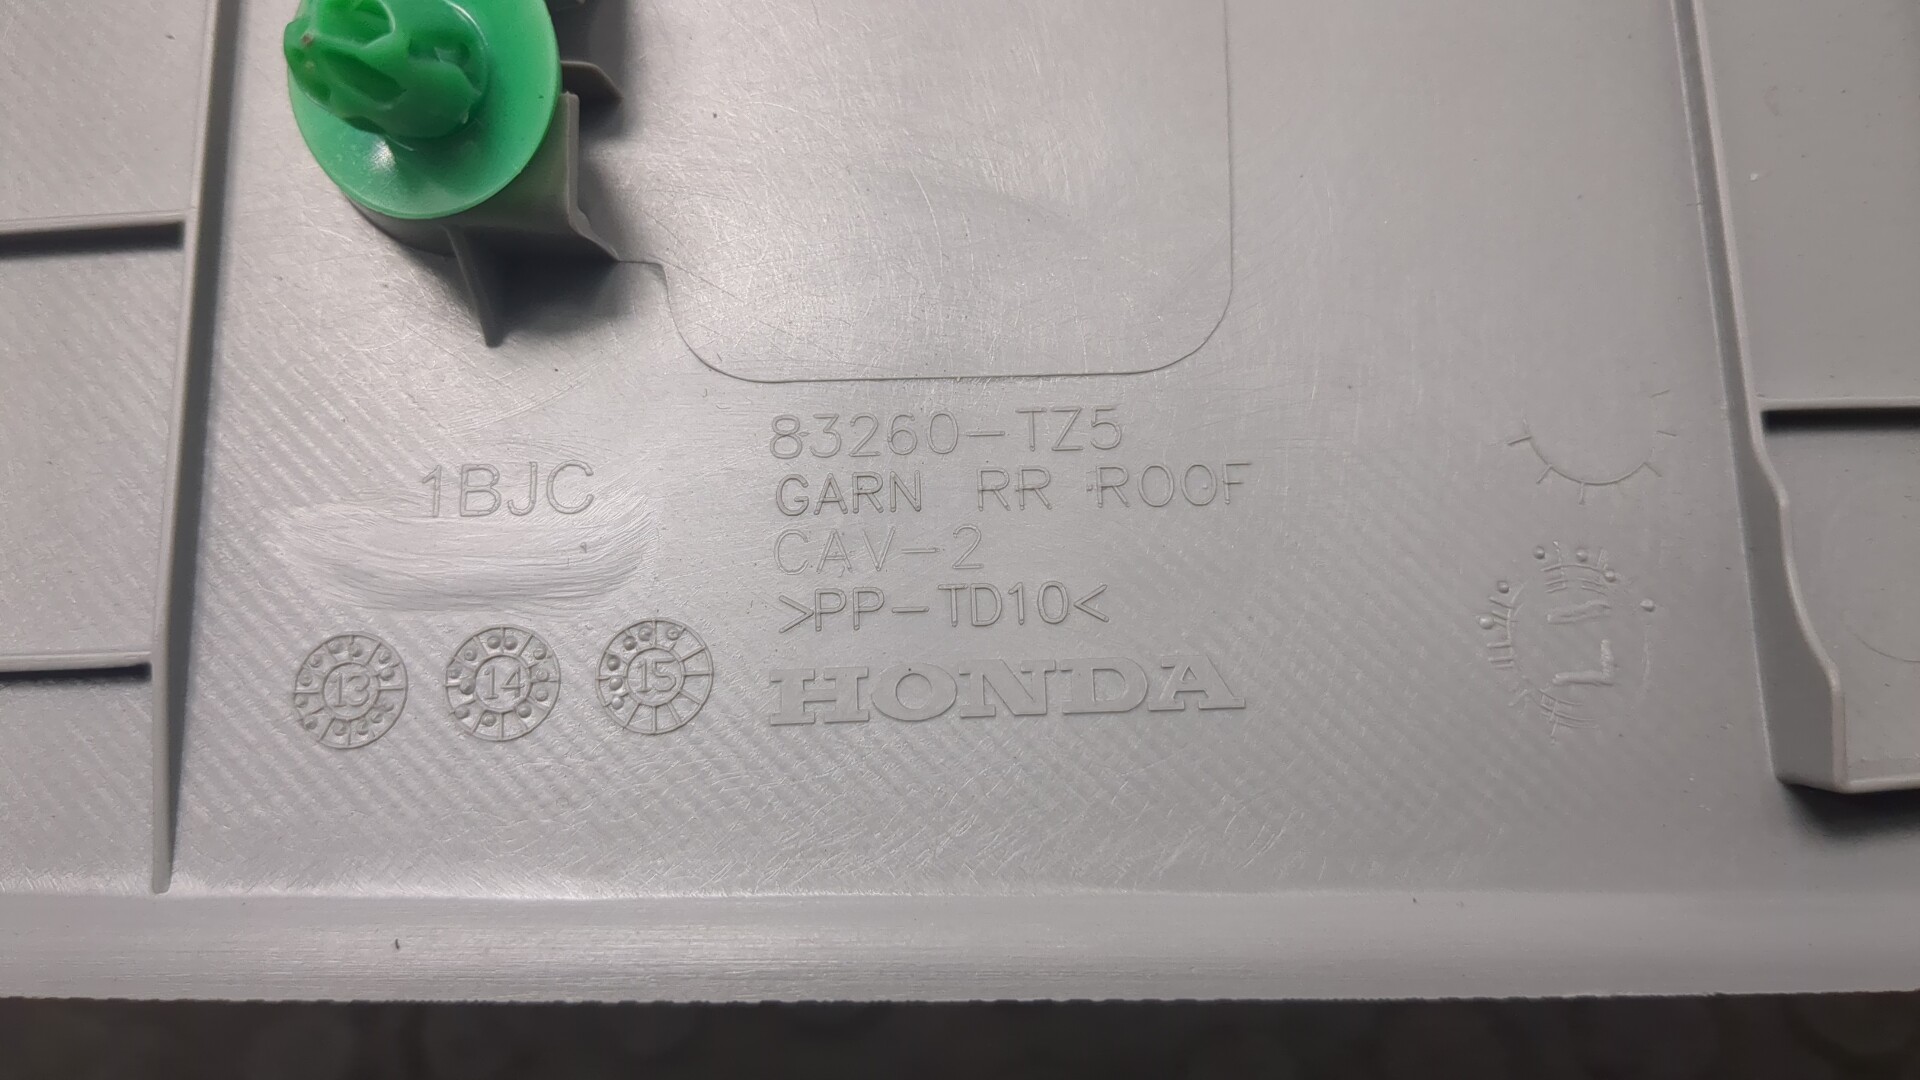 1BJC
83260-TZ5
GARN RR ROOF
CAV-2
>PP-TD10<
13 14 15
HONDA